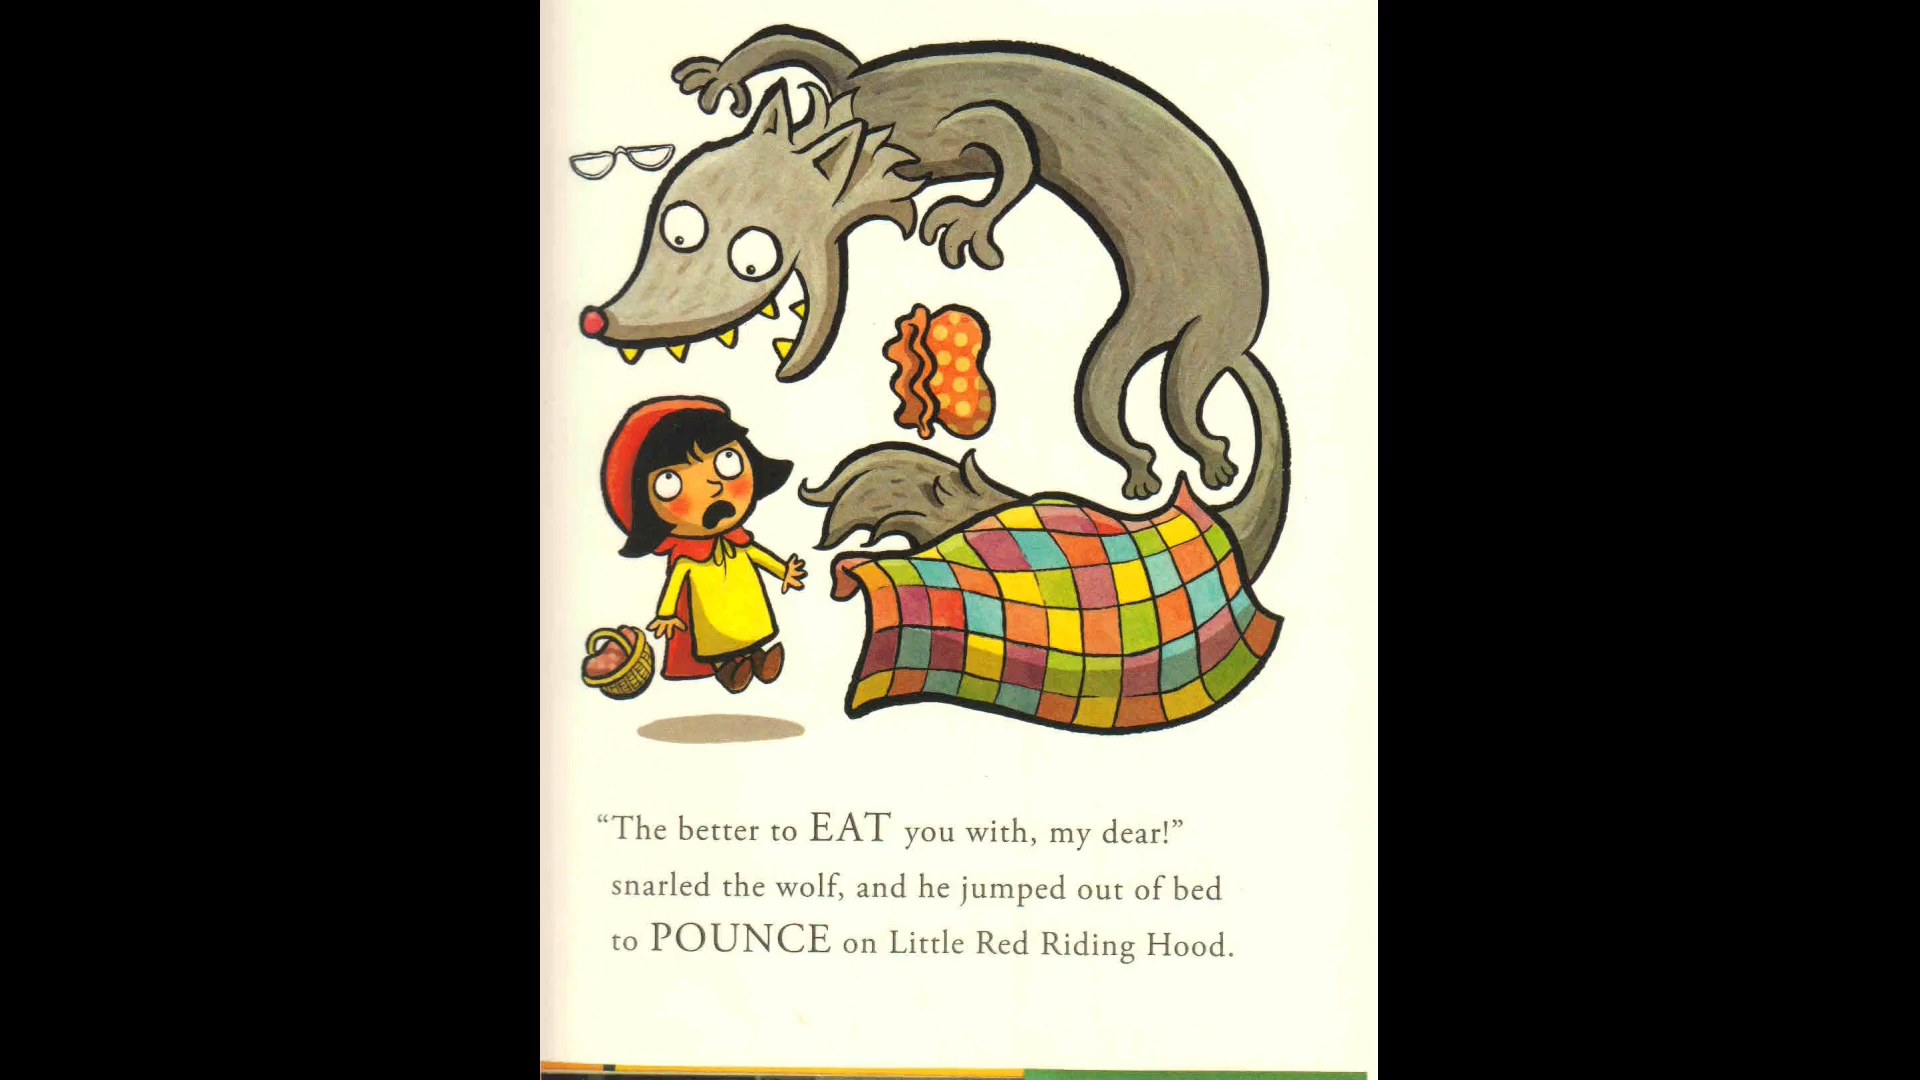 “The better to EAT you with, my dear!”
snarled the wolf, and he jumped out of bed
to POUNCE on Little Red Riding Hood.